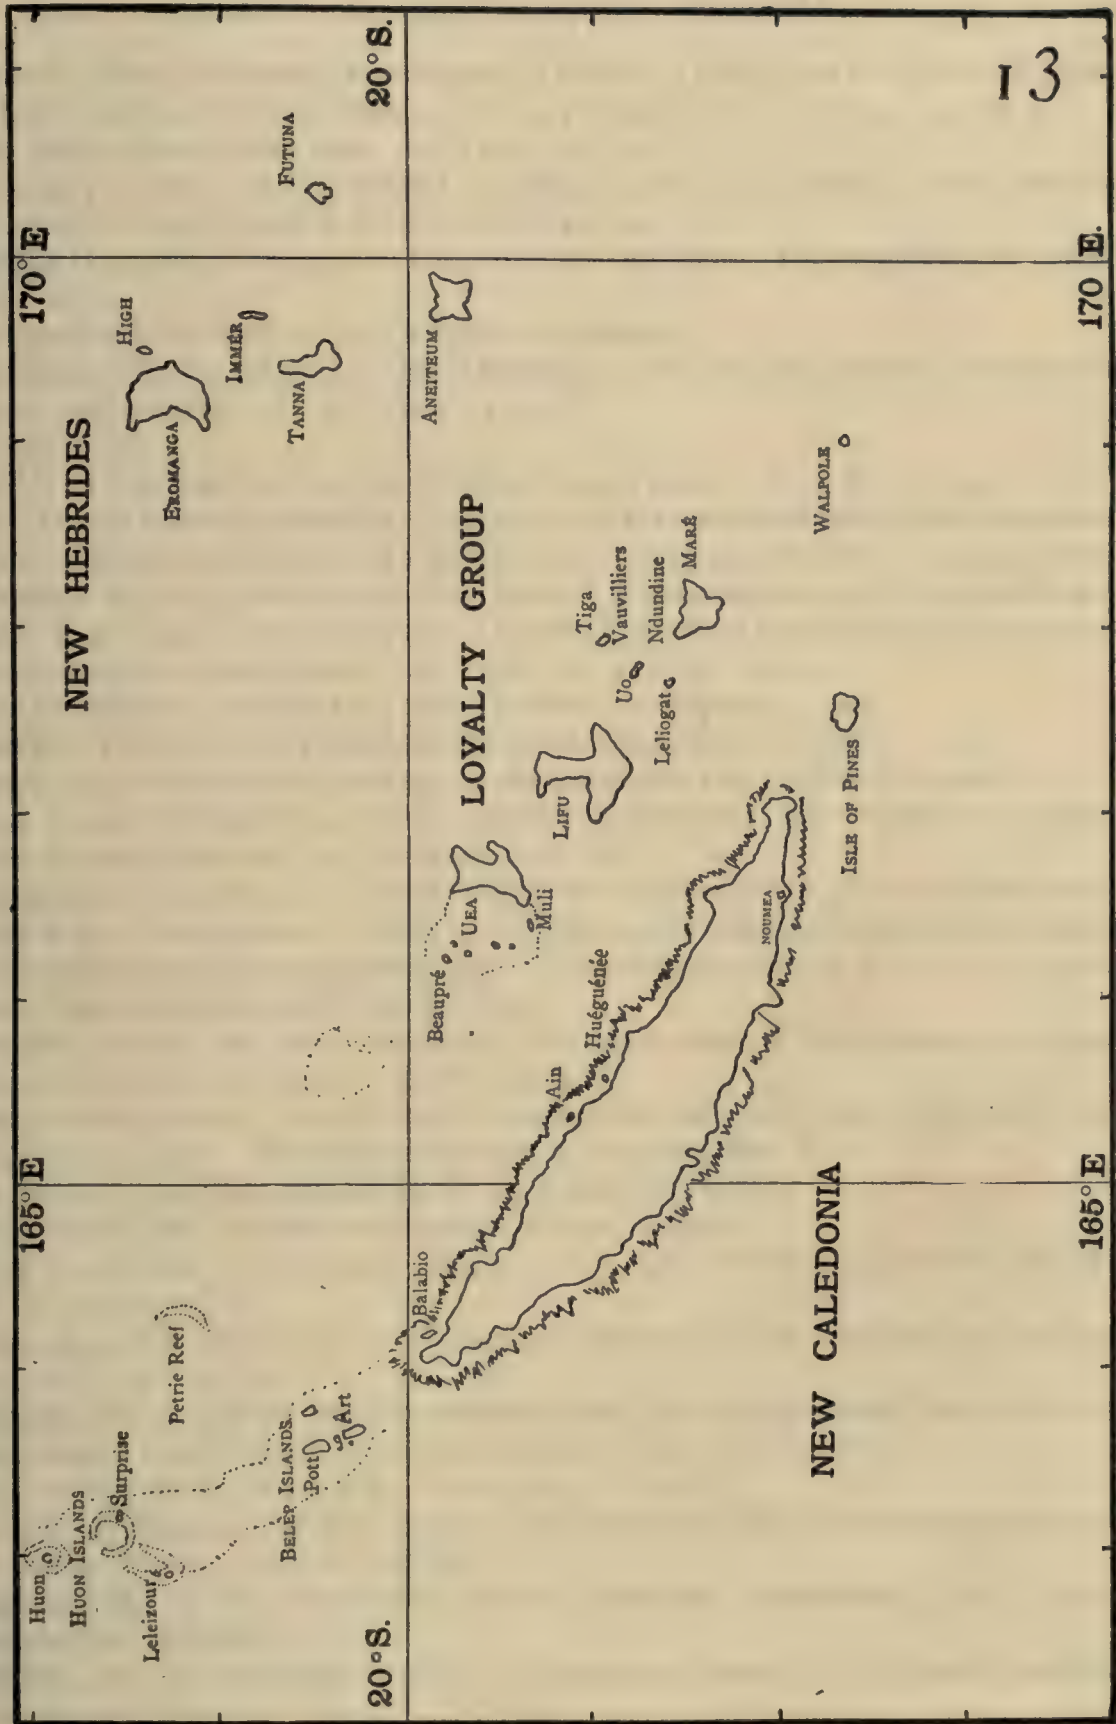 165° E
170° E
Huon
HUON ISLANDS
Surprise
Leleizour
Petrie Reef
BELEP ISLANDS.
Pott
Art
NEW HEBRIDES
HIGH
EROMANGA
IMMÉR
TANNA
FUTUNA
20° S.
20° S.
Balabio
Beaupré
UEA
Muli
LOYALTY GROUP
ANEITEUM
LIFU
Tiga
Vauvilliers
Uo
Ndundine
Leliogat
MARÉ
Ain
Huéguénée
NOUMEA
ISLE OF PINES
WALPOLE
NEW CALEDONIA
165° E
170 E.
13